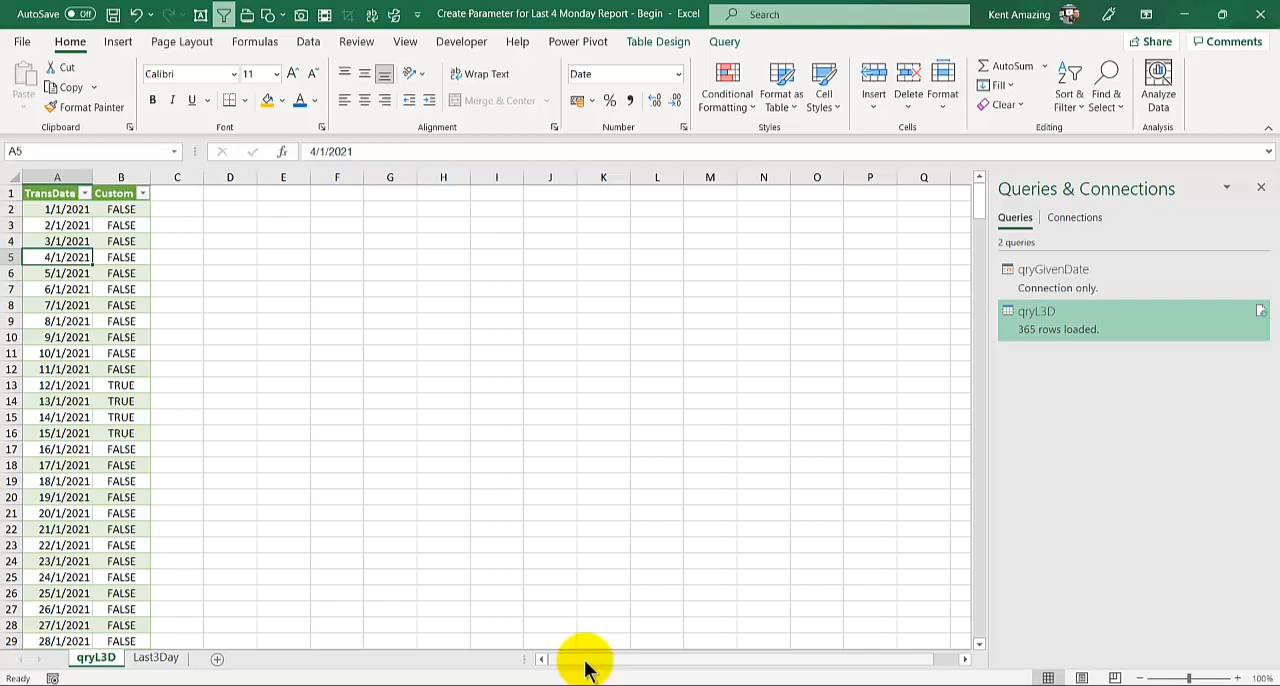 AutoSave Off Create Parameter for Last 4 Monday Report - Begin - Excel Search Kent Amazing
File Home Insert Page Layout Formulas Data Review View Developer Help Power Pivot Table Design Query Share Comments
Paste Cut Copy Format Painter Clipboard
Calibri 11 B I U Font
Wrap Text Merge & Center Alignment
Date % Number
Conditional Formatting Format as Table Cell Styles Styles
Insert Delete Format Cells
AutoSum Fill Clear Sort & Filter Find & Select Editing
Analyze Data Analysis
A5 fx 4/1/2021
A B C D E F G H I J K L M N O P Q
1 TransDate Custom
2 1/1/2021 FALSE
3 2/1/2021 FALSE
4 3/1/2021 FALSE
5 4/1/2021 FALSE
6 5/1/2021 FALSE
7 6/1/2021 FALSE
8 7/1/2021 FALSE
9 8/1/2021 FALSE
10 9/1/2021 FALSE
11 10/1/2021 FALSE
12 11/1/2021 FALSE
13 12/1/2021 TRUE
14 13/1/2021 TRUE
15 14/1/2021 TRUE
16 15/1/2021 TRUE
17 16/1/2021 FALSE
18 17/1/2021 FALSE
19 18/1/2021 FALSE
20 19/1/2021 FALSE
21 20/1/2021 FALSE
22 21/1/2021 FALSE
23 22/1/2021 FALSE
24 23/1/2021 FALSE
25 24/1/2021 FALSE
26 25/1/2021 FALSE
27 26/1/2021 FALSE
28 27/1/2021 FALSE
29 28/1/2021 FALSE
Queries & Connections
Queries Connections
2 queries
qryGivenDate
Connection only.
qryL3D
365 rows loaded.
qryL3D Last3Day
Ready 100%